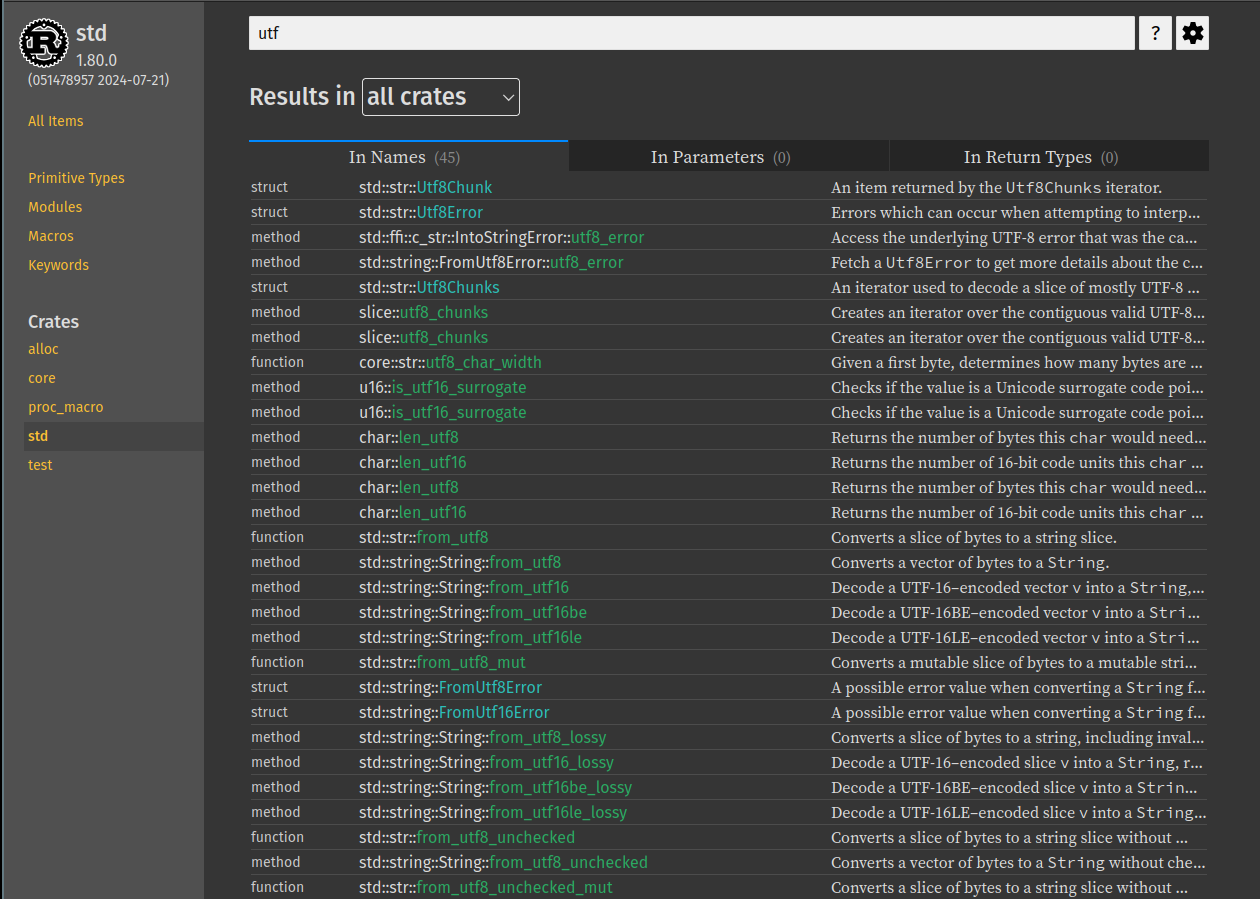 std
1.80.0
(051478957 2024-07-21)
All Items
Primitive Types
Modules
Macros
Keywords
Crates
alloc
core
proc_macro
std
test
utf
?
Results in all crates
In Names (45) In Parameters (0) In Return Types (0)
struct std::str::Utf8Chunk An item returned by the Utf8Chunks iterator.
struct std::str::Utf8Error Errors which can occur when attempting to interp…
method std::ffi::c_str::IntoStringError::utf8_error Access the underlying UTF-8 error that was the ca…
method std::string::FromUtf8Error::utf8_error Fetch a Utf8Error to get more details about the c…
struct std::str::Utf8Chunks An iterator used to decode a slice of mostly UTF-8 …
method slice::utf8_chunks Creates an iterator over the contiguous valid UTF-8…
method slice::utf8_chunks Creates an iterator over the contiguous valid UTF-8…
function core::str::utf8_char_width Given a first byte, determines how many bytes are …
method u16::is_utf16_surrogate Checks if the value is a Unicode surrogate code poi…
method u16::is_utf16_surrogate Checks if the value is a Unicode surrogate code poi…
method char::len_utf8 Returns the number of bytes this char would need…
method char::len_utf16 Returns the number of 16-bit code units this char …
method char::len_utf8 Returns the number of bytes this char would need…
method char::len_utf16 Returns the number of 16-bit code units this char …
function std::str::from_utf8 Converts a slice of bytes to a string slice.
method std::string::String::from_utf8 Converts a vector of bytes to a String.
method std::string::String::from_utf16 Decode a UTF-16–encoded vector v into a String,…
method std::string::String::from_utf16be Decode a UTF-16BE–encoded vector v into a Stri…
method std::string::String::from_utf16le Decode a UTF-16LE–encoded vector v into a Stri…
function std::str::from_utf8_mut Converts a mutable slice of bytes to a mutable stri…
struct std::string::FromUtf8Error A possible error value when converting a String f…
struct std::string::FromUtf16Error A possible error value when converting a String f…
method std::string::String::from_utf8_lossy Converts a slice of bytes to a string, including inval…
method std::string::String::from_utf16_lossy Decode a UTF-16–encoded slice v into a String, r…
method std::string::String::from_utf16be_lossy Decode a UTF-16BE–encoded slice v into a Strin…
method std::string::String::from_utf16le_lossy Decode a UTF-16LE–encoded slice v into a String…
function std::str::from_utf8_unchecked Converts a slice of bytes to a string slice without …
method std::string::String::from_utf8_unchecked Converts a vector of bytes to a String without che…
function std::str::from_utf8_unchecked_mut Converts a slice of bytes to a string slice without …